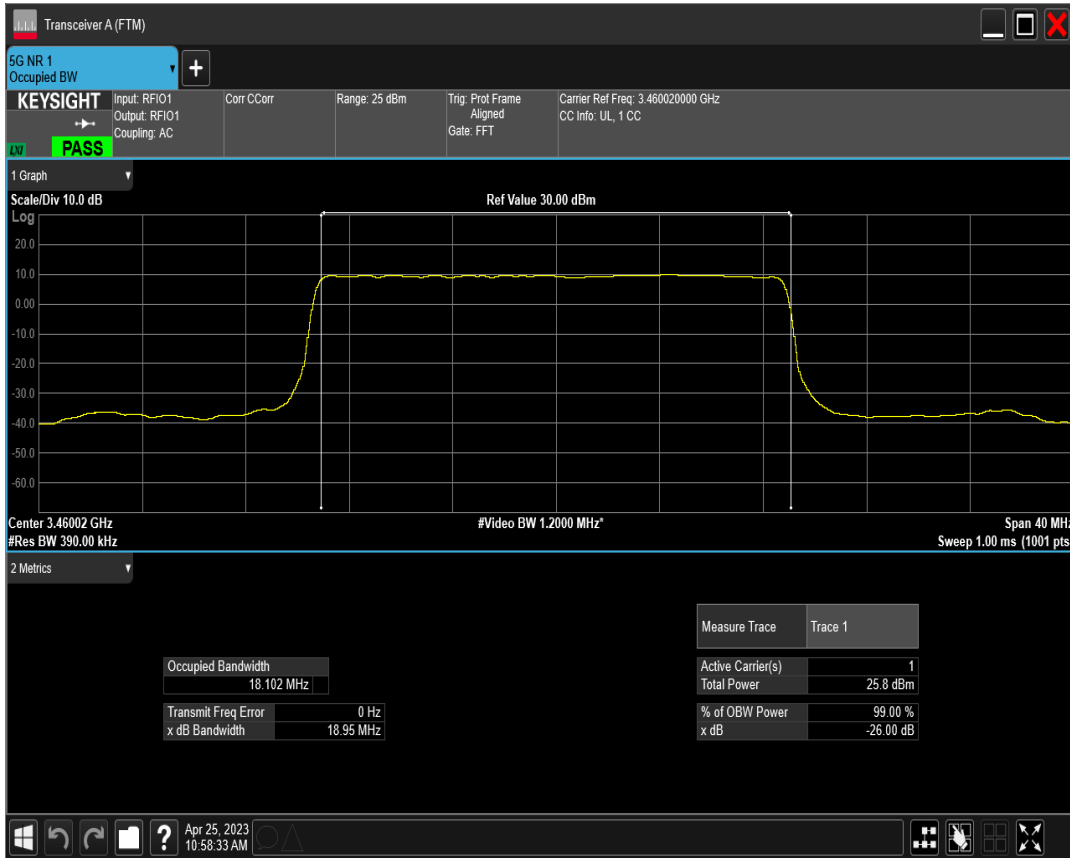 Transceiver A (FTM)
5G NR 1
Occupied BW
+
KEYSIGHT
Input: RFIO1
Output: RFIO1
Coupling: AC
Corr CCorr
Range: 25 dBm
Trig: Prot Frame
Aligned
Gate: FFT
Carrier Ref Freq: 3.460020000 GHz
CC Info: UL, 1 CC
LXI
PASS
1 Graph
Scale/Div 10.0 dB
Ref Value 30.00 dBm
Log
20.0
10.0
0.00
-10.0
-20.0
-30.0
-40.0
-50.0
-60.0
Center 3.46002 GHz
#Video BW 1.2000 MHz*
Span 40 MHz
#Res BW 390.00 kHz
Sweep 1.00 ms (1001 pts
2 Metrics
Measure Trace Trace 1
Occupied Bandwidth
18.102 MHz
Active Carrier(s) 1
Total Power 25.8 dBm
Transmit Freq Error 0 Hz
x dB Bandwidth 18.95 MHz
% of OBW Power 99.00 %
x dB -26.00 dB
?
Apr 25, 2023
10:58:33 AM